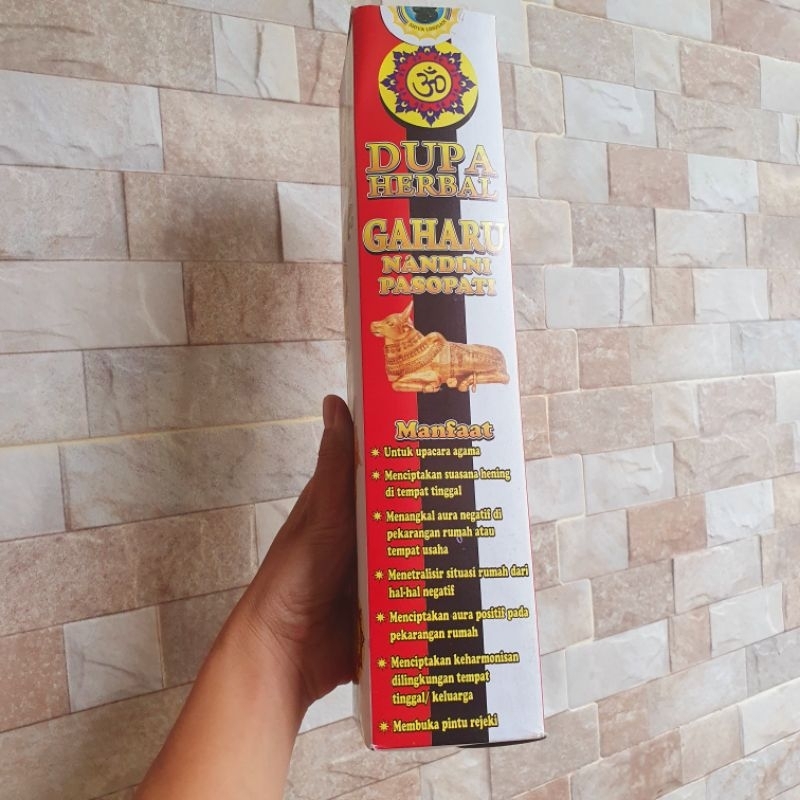 ॐ
DUPA
HERBAL
GAHARU
NANDINI
PASOPATI
Manfaat
Untuk upacara agama
Menciptakan suasana hening
di tempat tinggal
Menangkal aura negatif di
pekarangan rumah atau
tempat usaha
Menetralisir situasi rumah dari
hal-hal negatif
Menciptakan aura positif pada
pekarangan rumah
Menciptakan keharmonisan
dilingkungan tempat
tinggal/ keluarga
Membuka pintu rejeki